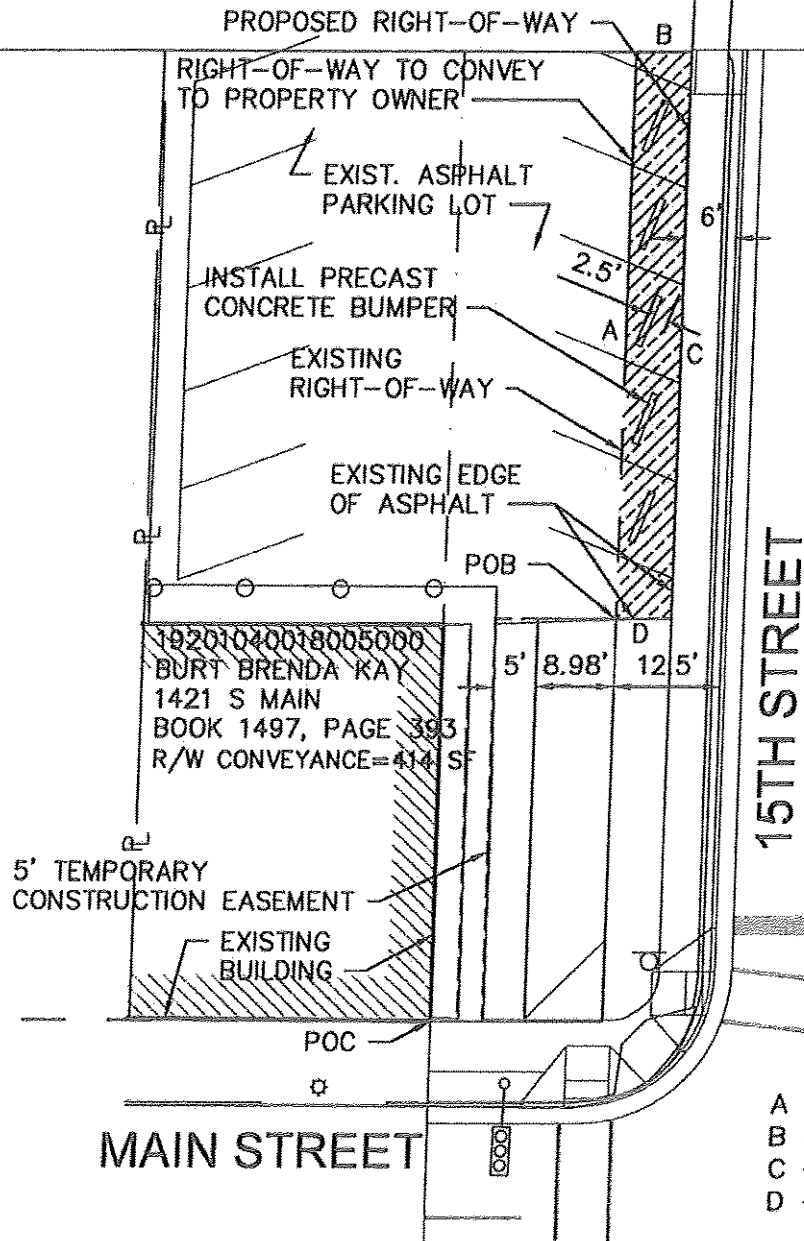 PROPOSED RIGHT-OF-WAY
B
RIGHT-OF-WAY TO CONVEY
TO PROPERTY OWNER
EXIST. ASPHALT
PARKING LOT
6'
2.5'
INSTALL PRECAST
CONCRETE BUMPER
A
C
EXISTING
RIGHT-OF-WAY
EXISTING EDGE
OF ASPHALT
POB
D
15TH STREET
5'
8.98'
12.5'
19201040018005000
BURT BRENDA KAY
1421 S MAIN
BOOK 1497, PAGE 393
R/W CONVEYANCE=414 SF
PL
PL
PL
5' TEMPORARY
CONSTRUCTION EASEMENT
EXISTING
BUILDING
POC
MAIN STREET
A
B
C
D